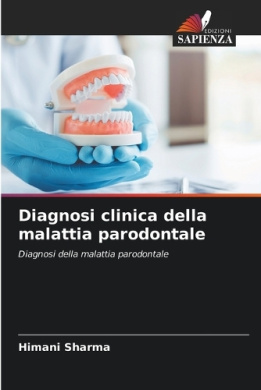 EDIZIONI
SAPIENZA
Diagnosi clinica della
malattia parodontale
Diagnosi della malattia parodontale
Himani Sharma